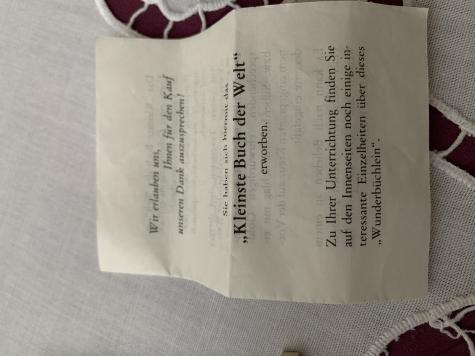 Wir erlauben uns,
Ihnen für den Kauf
unseren Dank auszusprechen!
Sie haben sich hiermit das
„Kleinste Buch der Welt“
erworben.
Zu Ihrer Unterrichtung finden Sie
auf den Innenseiten noch einige in-
teressante Einzelheiten über dieses
„Wunderbüchlein“.